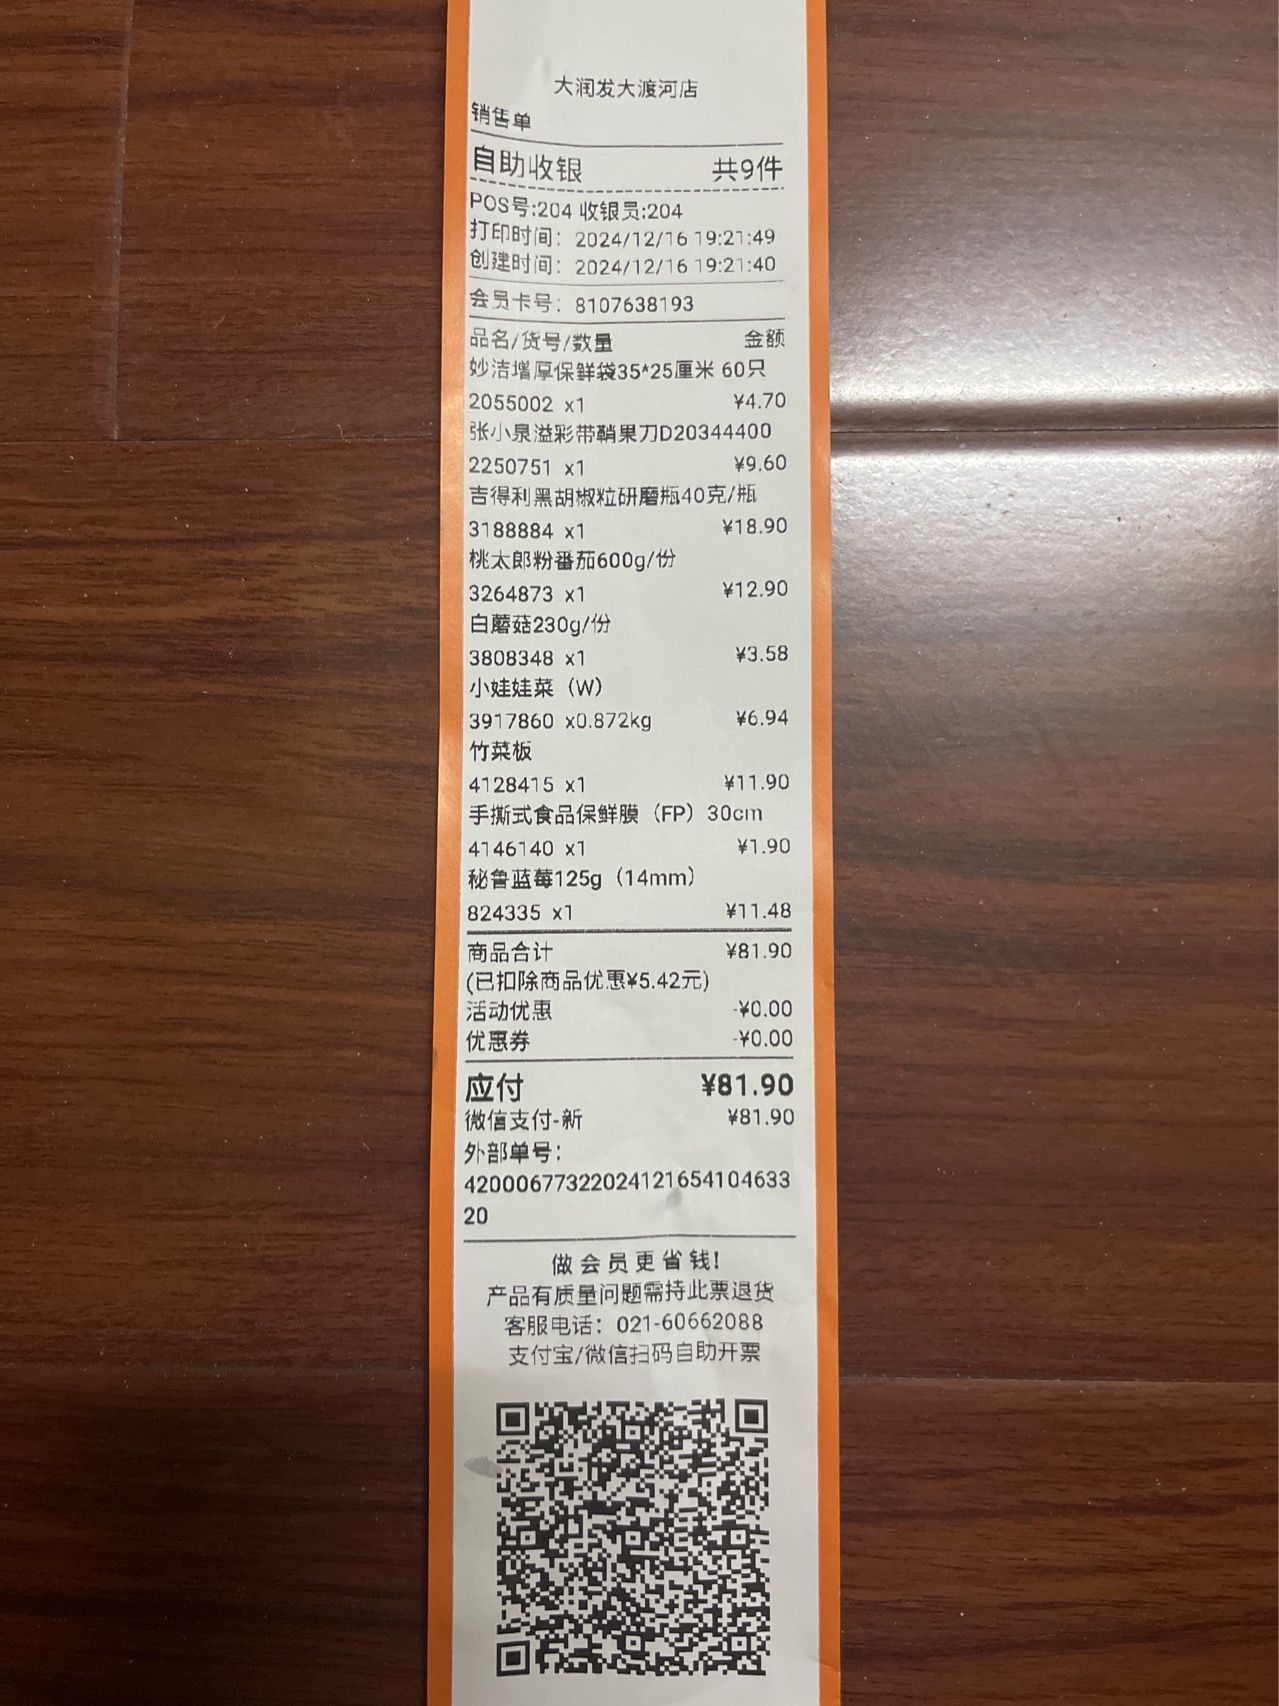 大润发大渡河店
销售单
自助收银 共9件
POS号:204 收银员:204
打印时间：2024/12/16 19:21:49
创建时间：2024/12/16 19:21:40
会员卡号：8107638193
品名/货号/数量 金额
妙洁增厚保鲜袋35*25厘米 60只
2055002 x1 ¥4.70
张小泉溢彩带鞘果刀D20344400
2250751 x1 ¥9.60
吉得利黑胡椒粒研磨瓶40克/瓶
3188884 x1 ¥18.90
桃太郎粉番茄600g/份
3264873 x1 ¥12.90
白蘑菇230g/份
3808348 x1 ¥3.58
小娃娃菜（W）
3917860 x0.872kg ¥6.94
竹菜板
4128415 x1 ¥11.90
手撕式食品保鲜膜（FP）30cm
4146140 x1 ¥1.90
秘鲁蓝莓125g（14mm）
824335 x1 ¥11.48
商品合计 ¥81.90
(已扣除商品优惠¥5.42元)
活动优惠 -¥0.00
优惠券 -¥0.00
应付 ¥81.90
微信支付-新 ¥81.90
外部单号：
42000677322024121654104633
20
做会员更省钱!
产品有质量问题需持此票退货
客服电话：021-60662088
支付宝/微信扫码自助开票